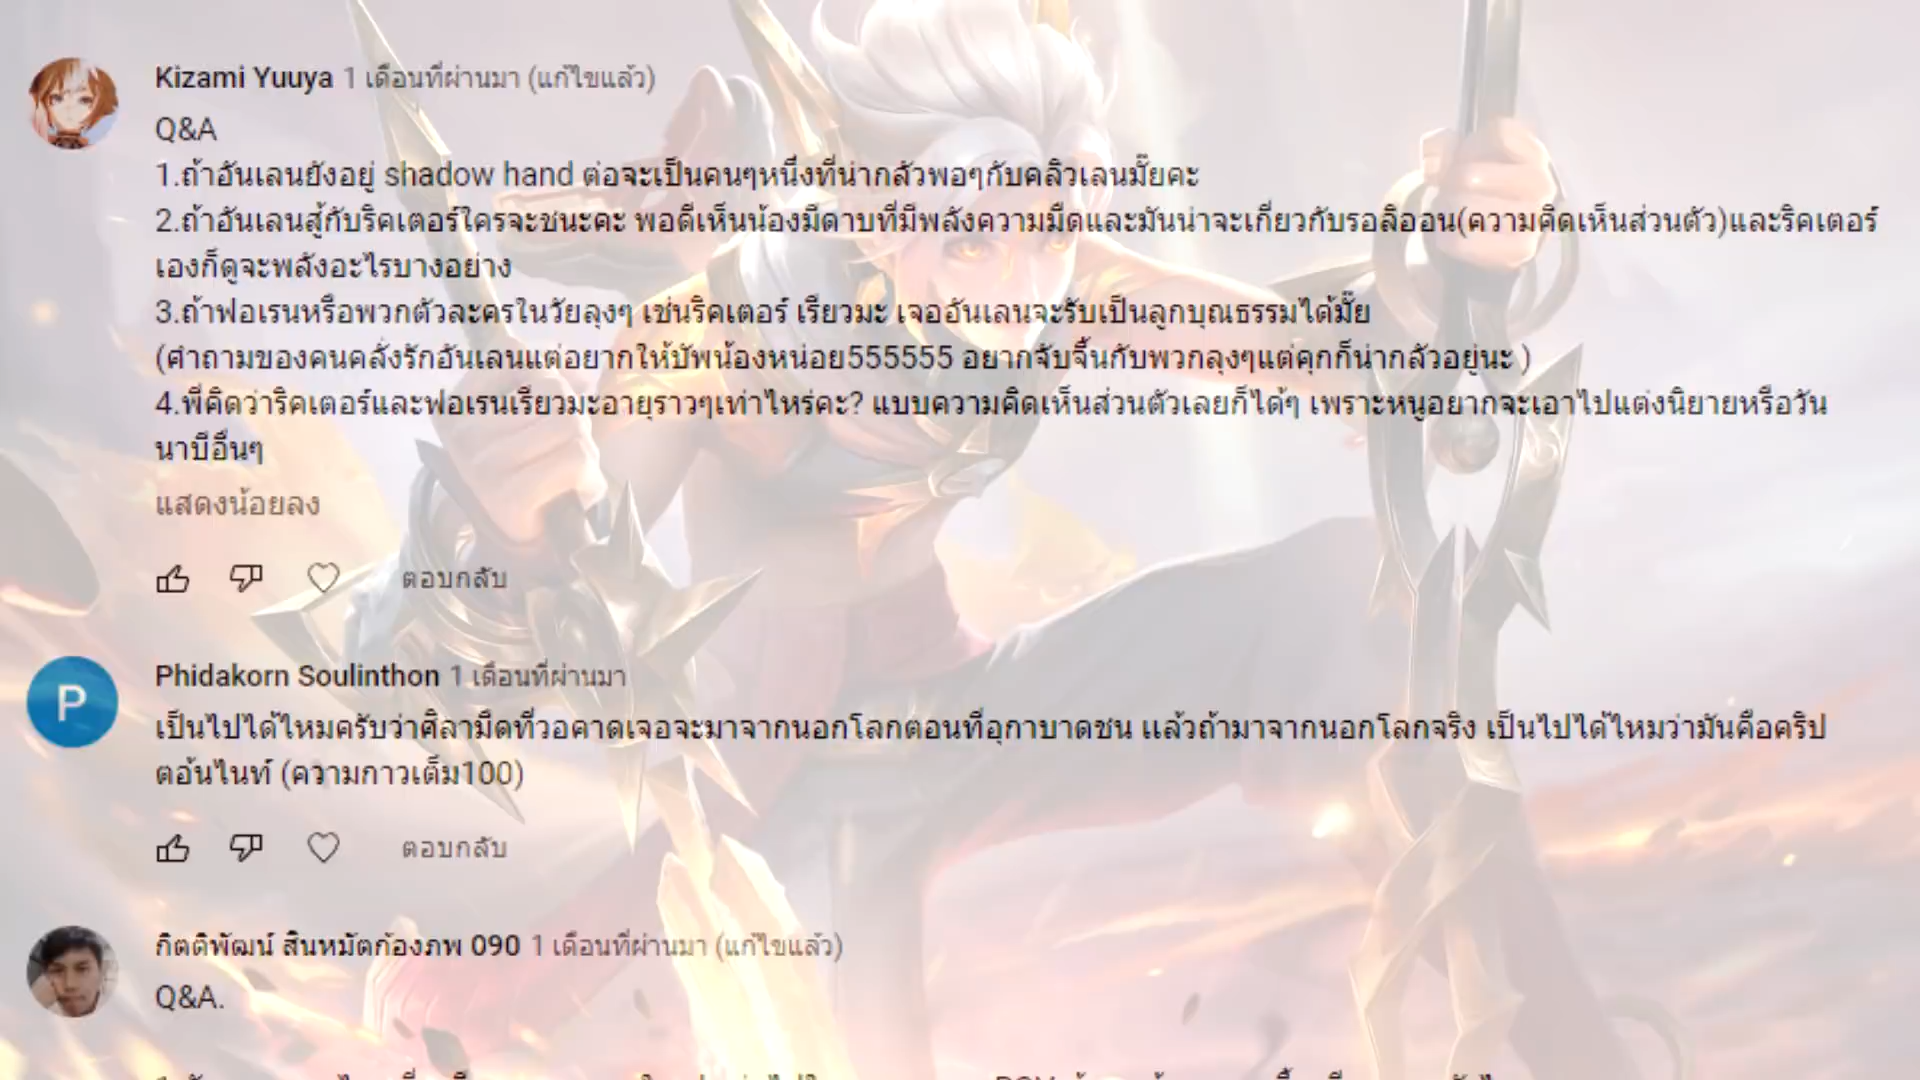 Kizami Yuuya 1 เดือนที่ผ่านมา (แก้ไขแล้ว)
Q&A
1.ถ้าอันเลนยังอยู่ shadow hand ต่อจะเป็นคนๆหนึ่งที่น่ากลัวพอๆกับคลิวเลนมั๊ยคะ
2.ถ้าอันเลนสู้กับริคเตอร์ใครจะชนะคะ พอดีเห็นน้องมีดาบที่มีพลังความมืดและมันน่าจะเกี่ยวกับรอลิออน(ความคิดเห็นส่วนตัว)และริคเตอร์
เองก็ดูจะพลังอะไรบางอย่าง
3.ถ้าฟอเรนหรือพวกตัวละครในวัยลุงๆ เช่นริคเตอร์ เรียวมะ เจออันเลนจะรับเป็นลูกบุณธรรมได้มั๊ย
(คำถามของคนคลั่งรักอันเลนแต่อยากให้บัพน้องหน่อย555555 อยากจับจิ้นกับพวกลุงๆแต่คุกก็น่ากลัวอยู่นะ )
4.พี่คิดว่าริคเตอร์และฟอเรนเรียวมะอายุราวๆเท่าไหร่คะ? แบบความคิดเห็นส่วนตัวเลยก็ได้ๆ เพราะหนูอยากจะเอาไปแต่งนิยายหรือวัน
นาบีอื่นๆ
แสดงน้อยลง
ตอบกลับ
P
Phidakorn Soulinthon 1 เดือนที่ผ่านมา
เป็นไปได้ไหมครับว่าศิลามืดที่วอคาดเจอจะมาจากนอกโลกตอนที่อุกาบาดชน แล้วถ้ามาจากนอกโลกจริง เป็นไปได้ไหมว่ามันคือคริป
ตอ้นไนท์ (ความกาวเต็ม100)
ตอบกลับ
กิตติพัฒน์ สินหมัตก้องภพ 090 1 เดือนที่ผ่านมา (แก้ไขแล้ว)
Q&A.